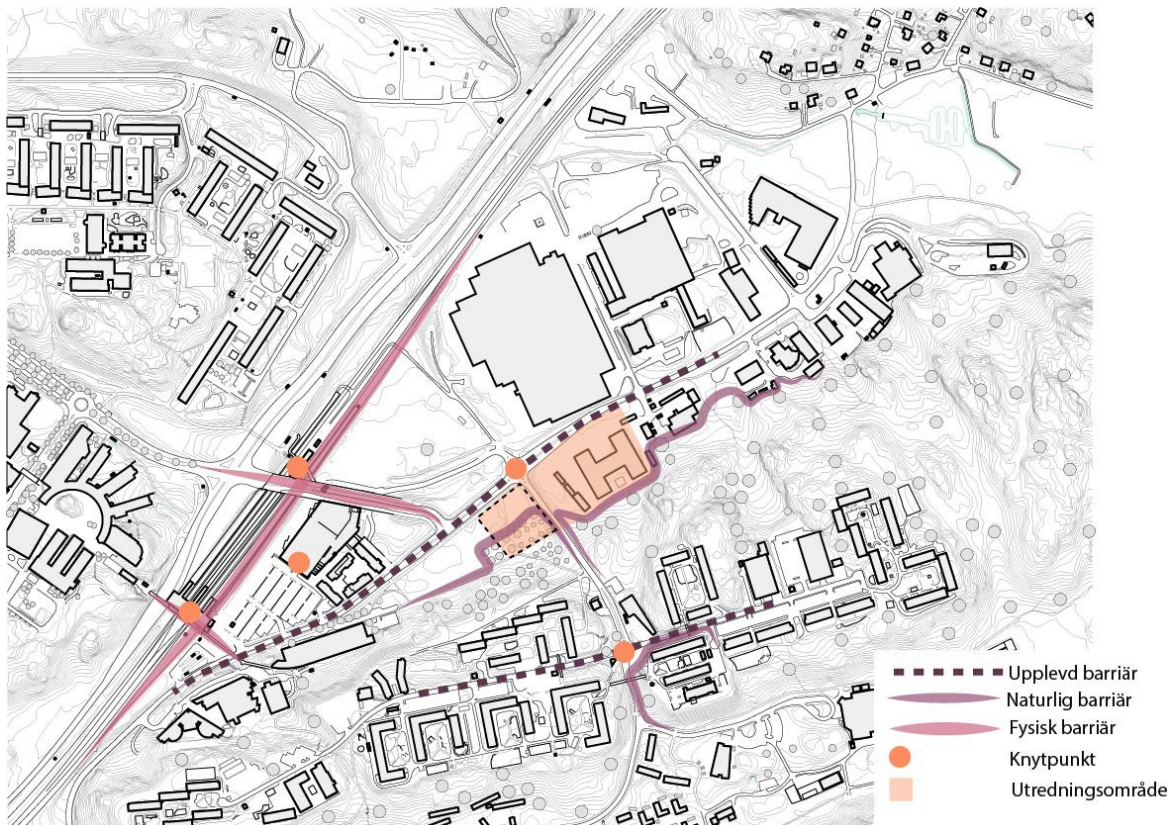 Upplevd barriär
Naturlig barriär
Fysisk barriär
Knytpunkt
Utredningsområde